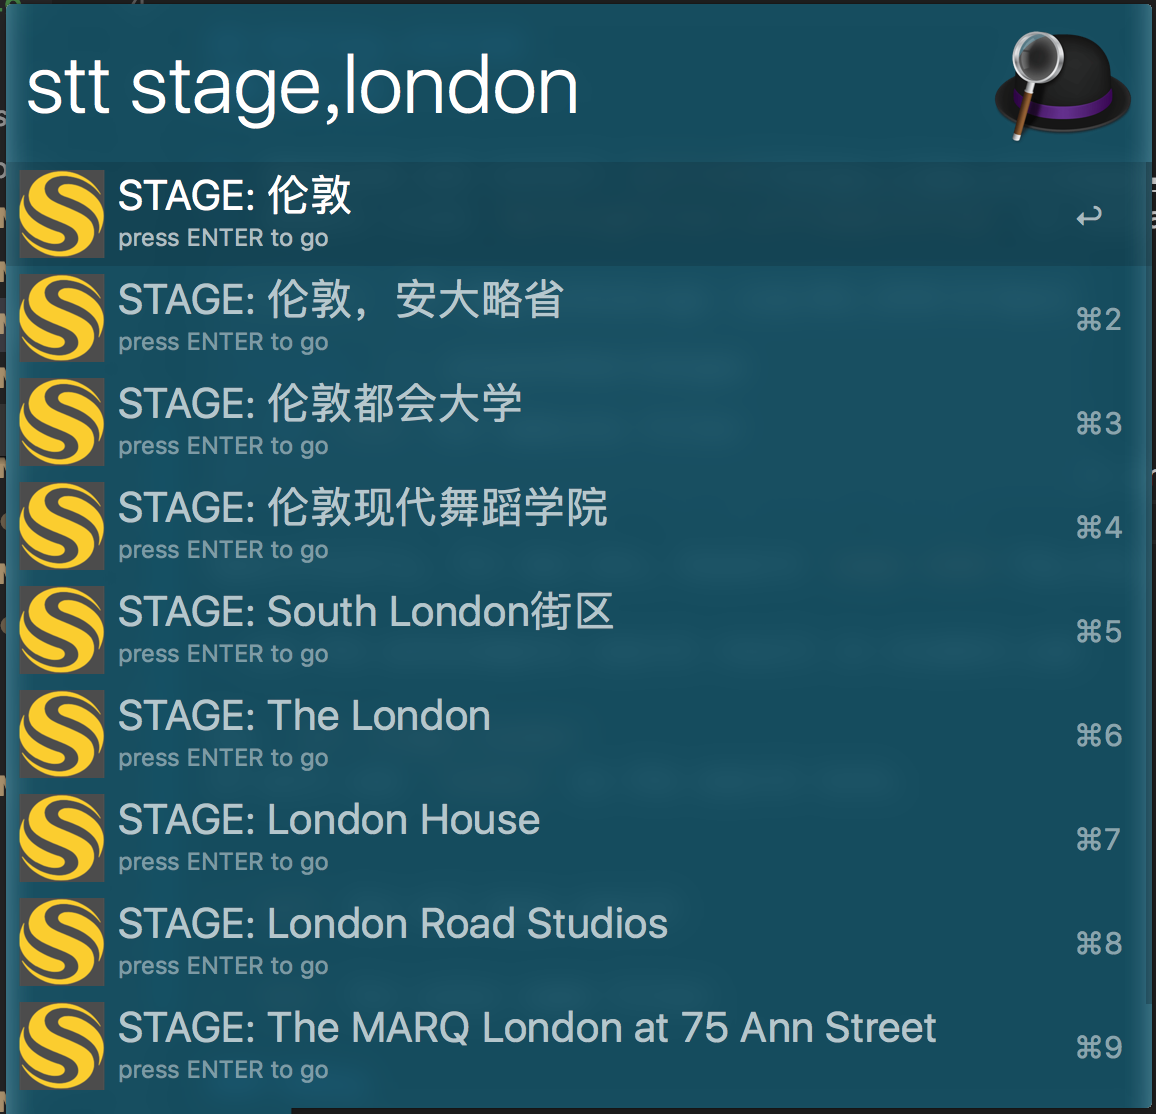 stt stage,london
STAGE: 伦敦
press ENTER to go
↩
STAGE: 伦敦，安大略省
press ENTER to go
⌘2
STAGE: 伦敦都会大学
press ENTER to go
⌘3
STAGE: 伦敦现代舞蹈学院
press ENTER to go
⌘4
STAGE: South London街区
press ENTER to go
⌘5
STAGE: The London
press ENTER to go
⌘6
STAGE: London House
press ENTER to go
⌘7
STAGE: London Road Studios
press ENTER to go
⌘8
STAGE: The MARQ London at 75 Ann Street
press ENTER to go
⌘9